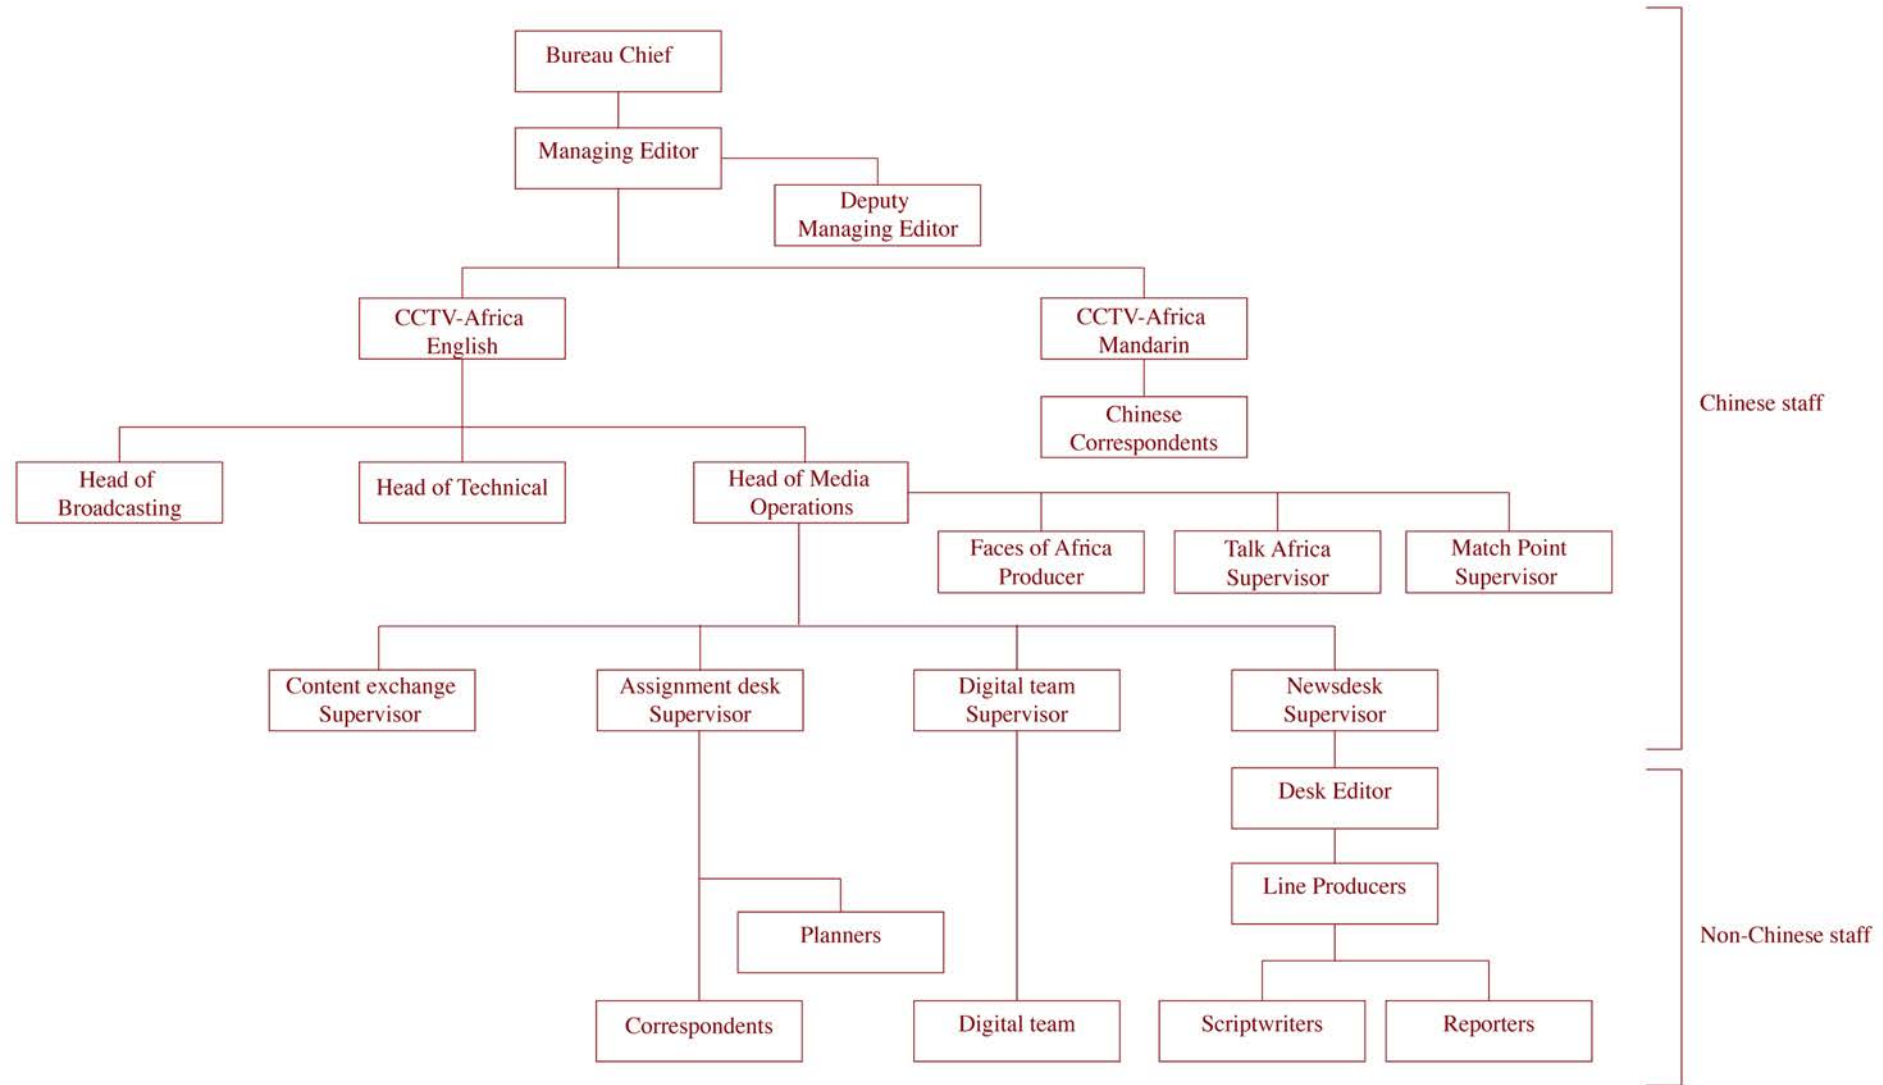 Bureau Chief
Managing Editor
Deputy
Managing Editor
CCTV-Africa
English
CCTV-Africa
Mandarin
Chinese
Correspondents
Chinese staff
Head of
Broadcasting
Head of Technical
Head of Media
Operations
Faces of Africa
Producer
Talk Africa
Supervisor
Match Point
Supervisor
Content exchange
Supervisor
Assignment desk
Supervisor
Digital team
Supervisor
Newsdesk
Supervisor
Desk Editor
Line Producers
Planners
Non-Chinese staff
Correspondents
Digital team
Scriptwriters
Reporters